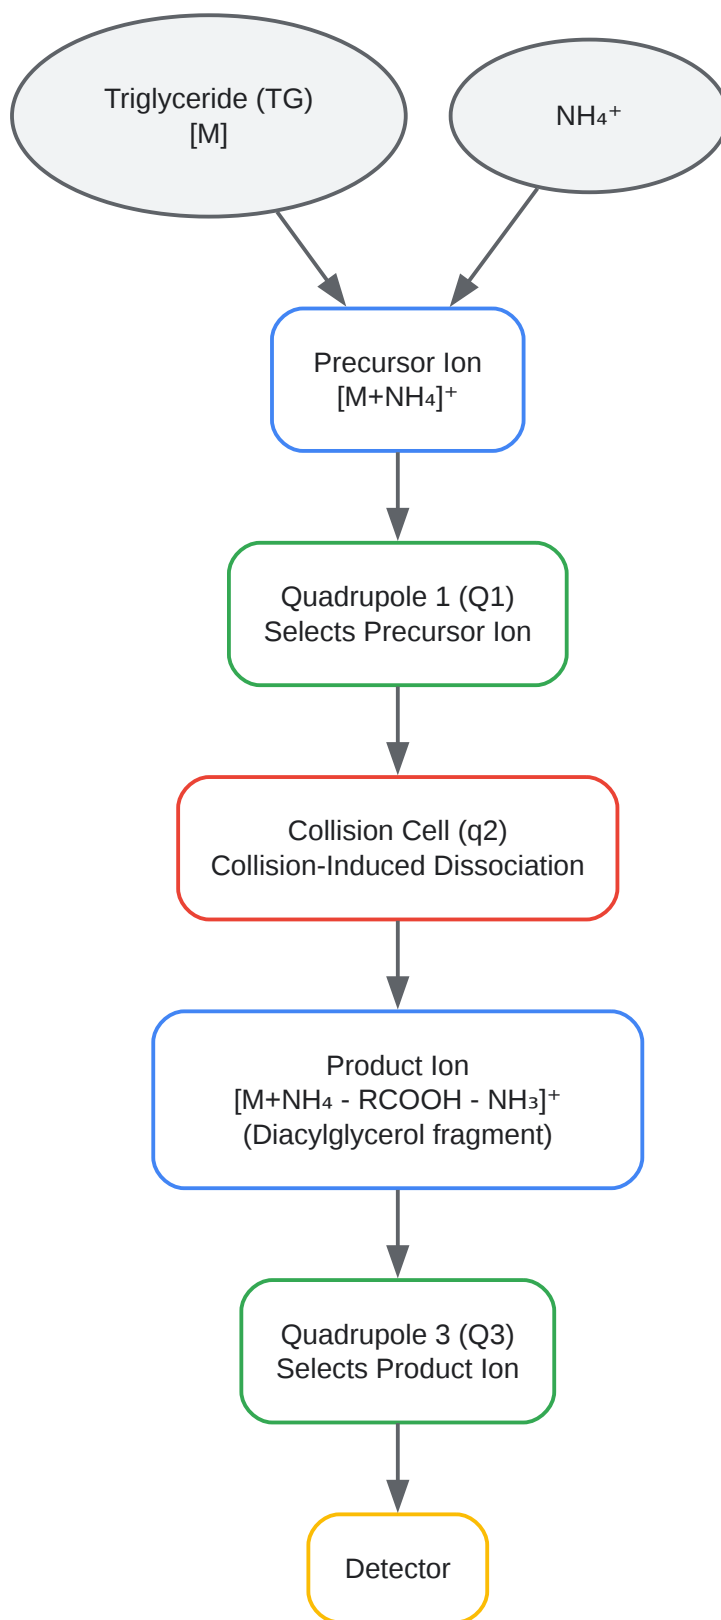 Triglyceride (TG)
[M]
NH₄⁺
Precursor Ion
[M+NH₄]⁺
Quadrupole 1 (Q1)
Selects Precursor Ion
Collision Cell (q2)
Collision-Induced Dissociation
Product Ion
[M+NH₄ - RCOOH - NH₃]⁺
(Diacylglycerol fragment)
Quadrupole 3 (Q3)
Selects Product Ion
Detector